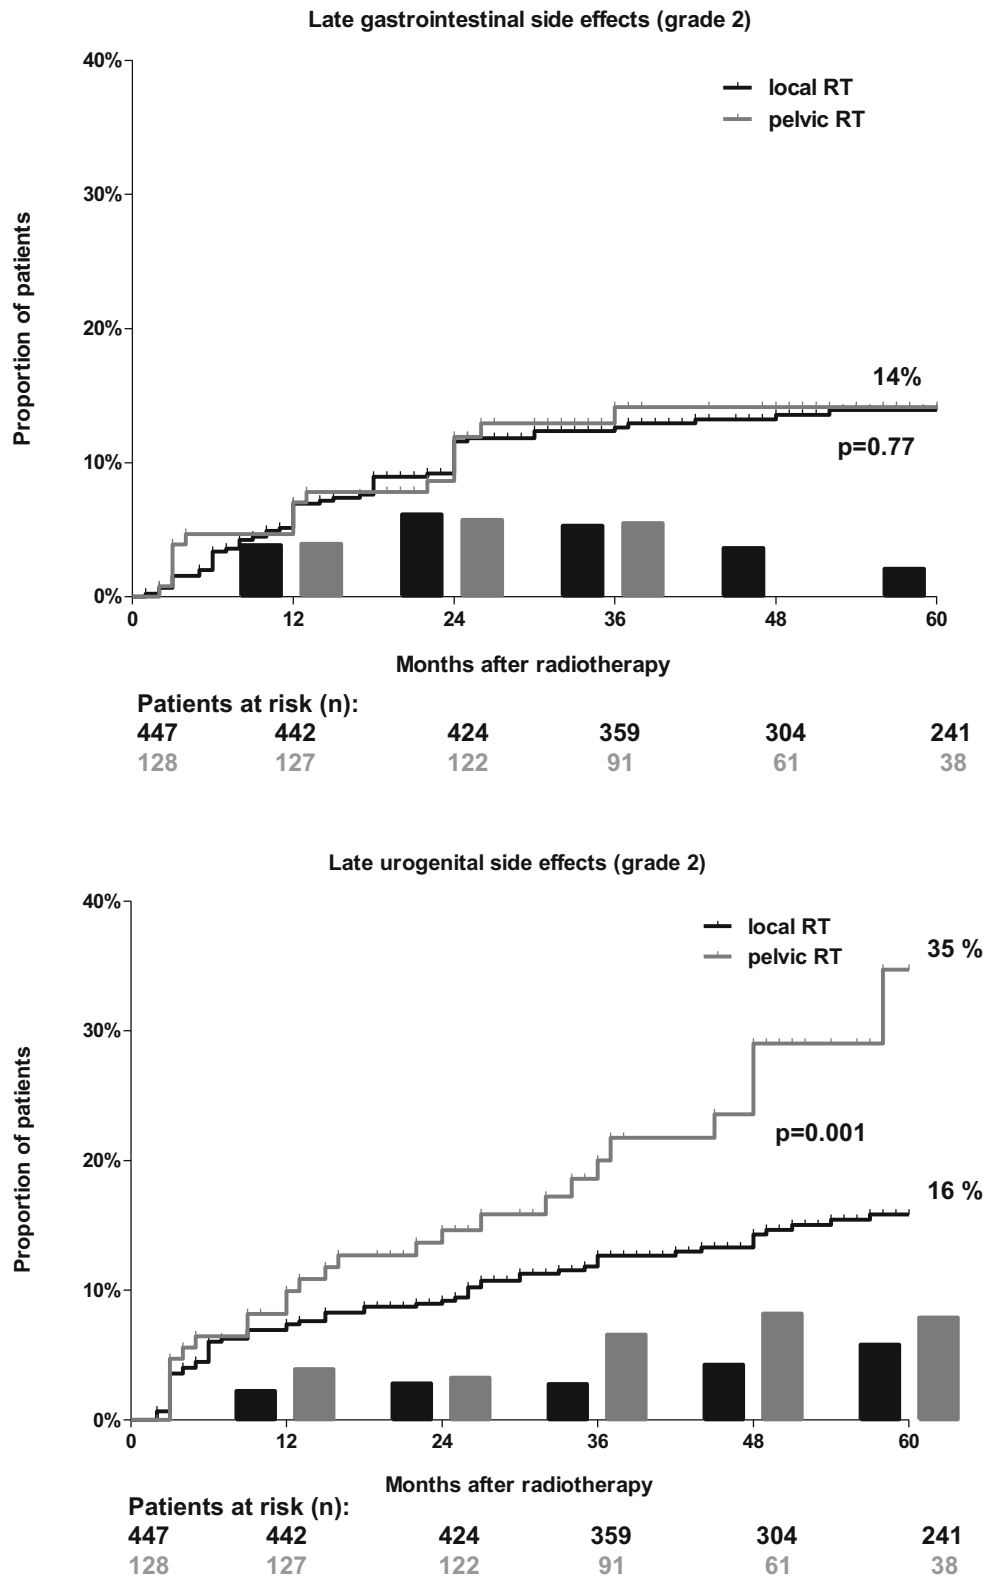 Late gastrointestinal side effects (grade 2)
40%
local RT
pelvic RT
30%
Proportion of patients
20%
14%
p=0.77
10%
0%
0 12 24 36 48 60
Months after radiotherapy
Patients at risk (n):
447 442 424 359 304 241
128 127 122 91 61 38
Late urogenital side effects (grade 2)
40%
local RT
pelvic RT
35 %
30%
Proportion of patients
p=0.001
20%
16 %
10%
0%
0 12 24 36 48 60
Months after radiotherapy
Patients at risk (n):
447 442 424 359 304 241
128 127 122 91 61 38